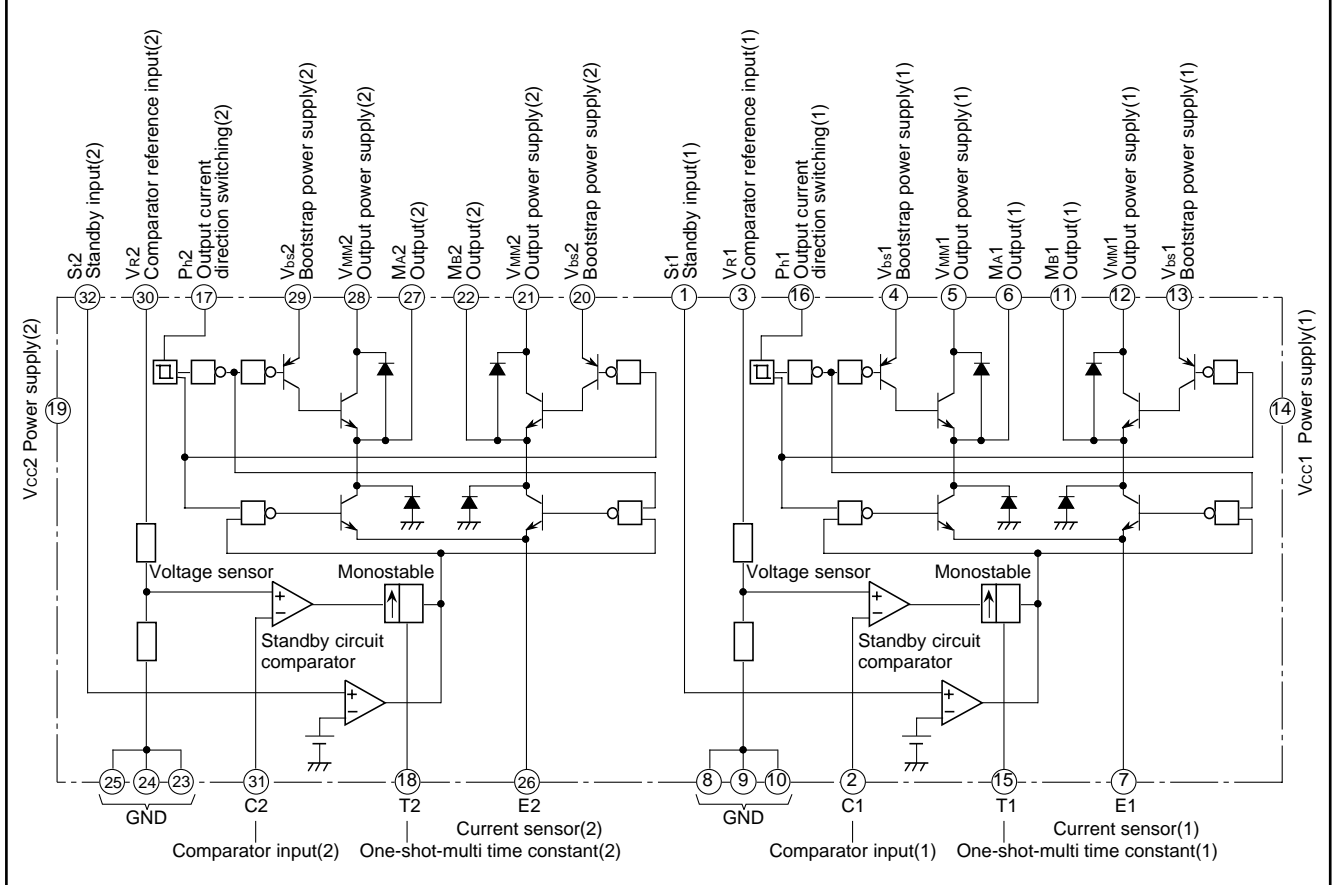 St2
Standby input(2)
VR2
Comparator reference input(2)
Ph2
Output current
direction switching(2)
Vbs2
Bootstrap power supply(2)
VMM2
Output power supply(2)
MA2
Output(2)
MB2
Output(2)
VMM2
Output power supply(2)
Vbs2
Bootstrap power supply(2)
St1
Standby input(1)
VR1
Comparator reference input(1)
Ph1
Output current
direction switching(1)
Vbs1
Bootstrap power supply(1)
VMM1
Output power supply(1)
MA1
Output(1)
MB1
Output(1)
VMM1
Output power supply(1)
Vbs1
Bootstrap power supply(1)
32 30 17 29 28 27 22 21 20 1 3 16 4 5 6 11 12 13
Vcc2 Power supply(2)
19
14
Vcc1 Power supply(1)
Voltage sensor
Monostable
+
−
Standby circuit
comparator
+
−
Voltage sensor
Monostable
+
−
Standby circuit
comparator
+
−
25 24 23 31 18 26 8 9 10 2 15 7
GND C2 T2 E2 GND C1 T1 E1
Current sensor(2) Current sensor(1)
Comparator input(2) One-shot-multi time constant(2) Comparator input(1) One-shot-multi time constant(1)